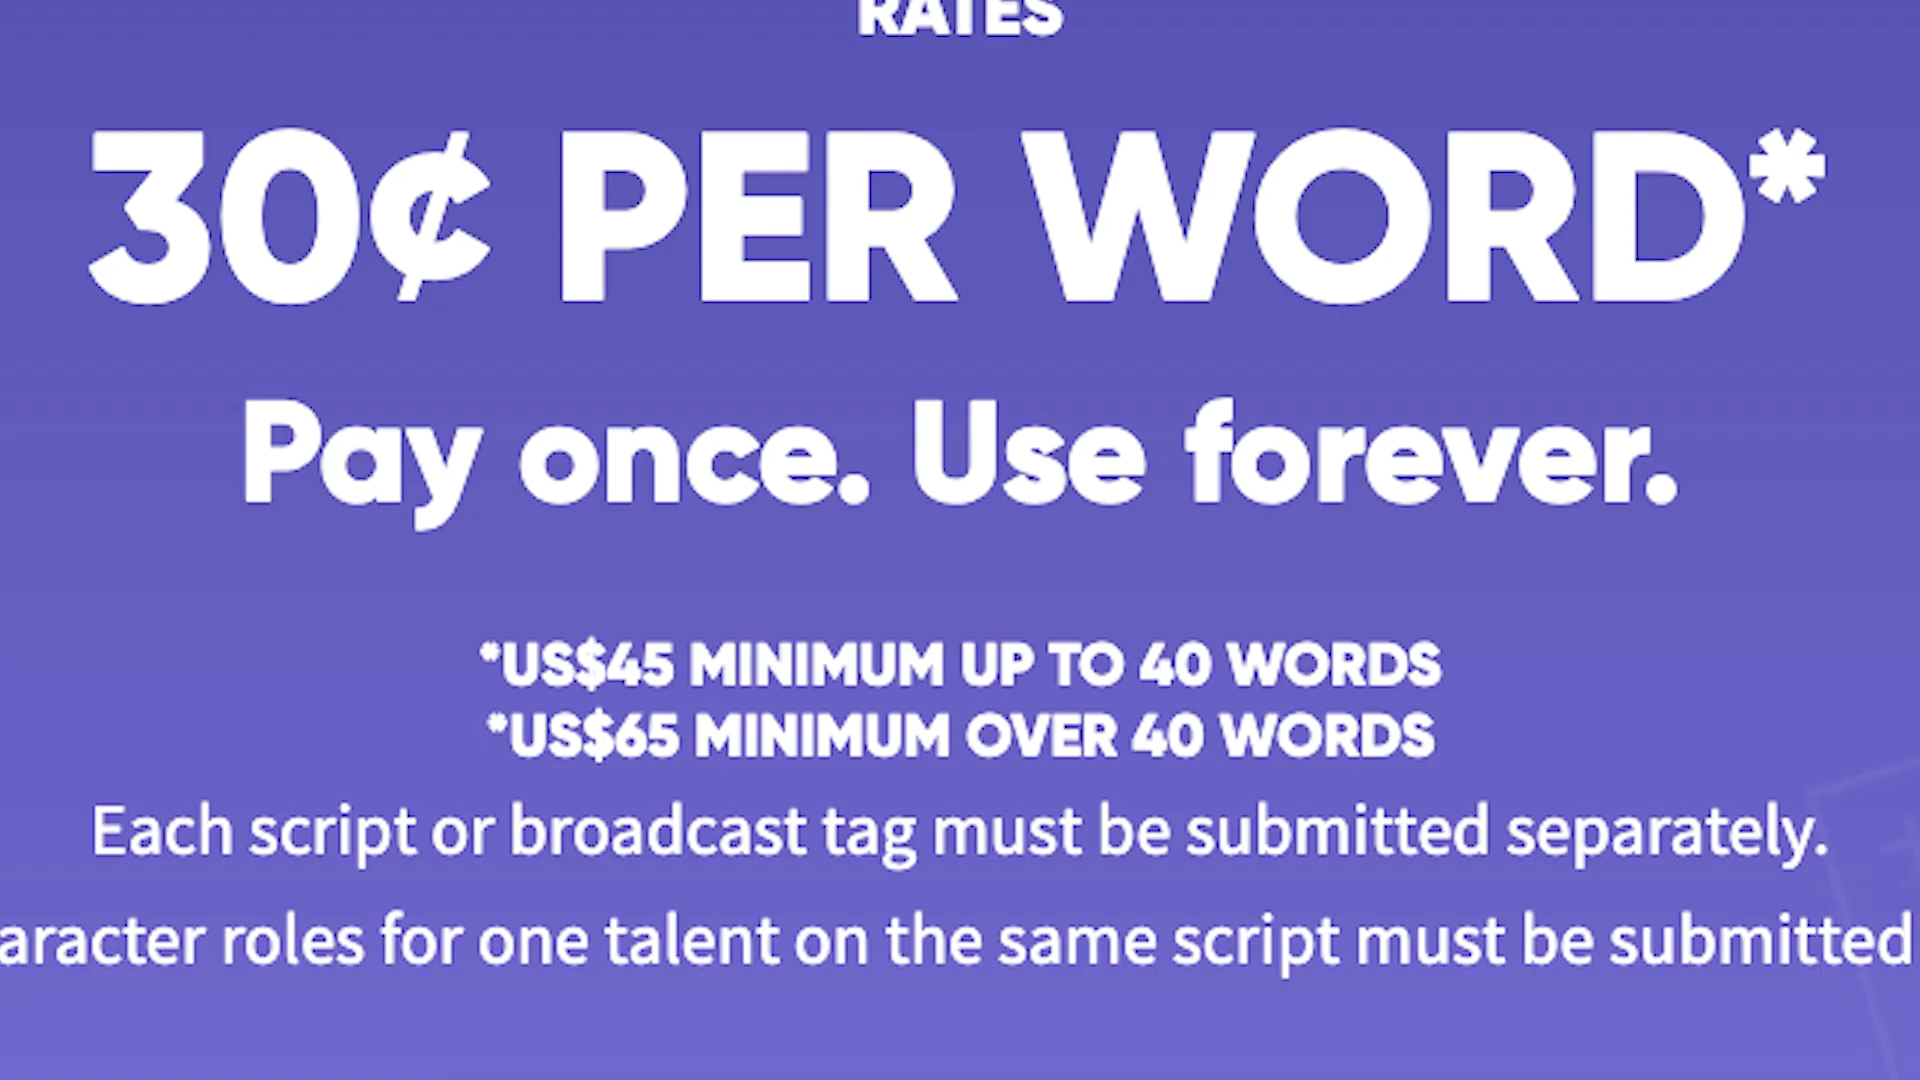 RATES
30¢ PER WORD*
Pay once. Use forever.
*US$45 MINIMUM UP TO 40 WORDS
*US$65 MINIMUM OVER 40 WORDS
Each script or broadcast tag must be submitted separately.
aracter roles for one talent on the same script must be submitted